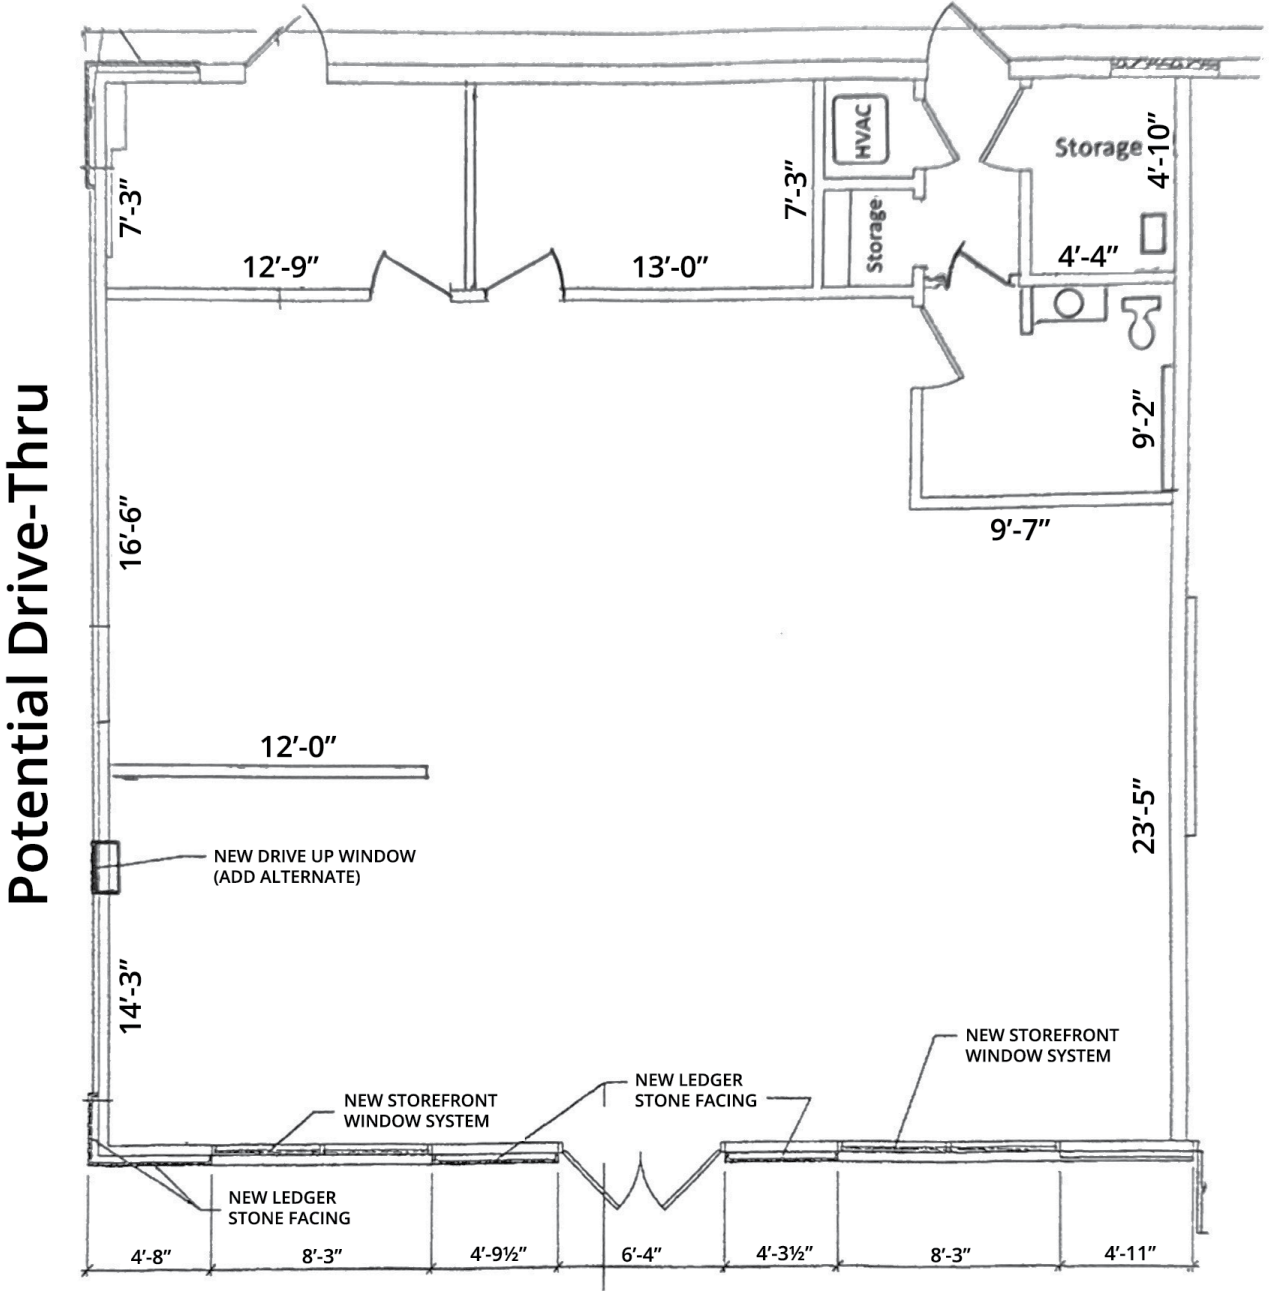 HVAC
Storage
4'-10”
7'-3”
7'-3”
Storage
12'-9”
13'-0”
4'-4”
Potential Drive-Thru
9'-2”
16'-6”
9'-7”
12'-0”
23'-5”
NEW DRIVE UP WINDOW
(ADD ALTERNATE)
14'-3”
NEW STOREFRONT
WINDOW SYSTEM
NEW LEDGER
STONE FACING
NEW STOREFRONT
WINDOW SYSTEM
NEW LEDGER
STONE FACING
4'-8”
8'-3”
4'-9½”
6'-4”
4'-3½”
8'-3”
4'-11”